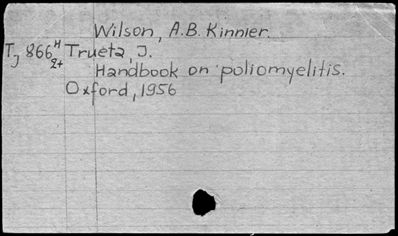 Wilson, A.B. Kinnier.
Tj 866H Trueta, J.
2+
Handbook on poliomyelitis.
Oxford, 1956